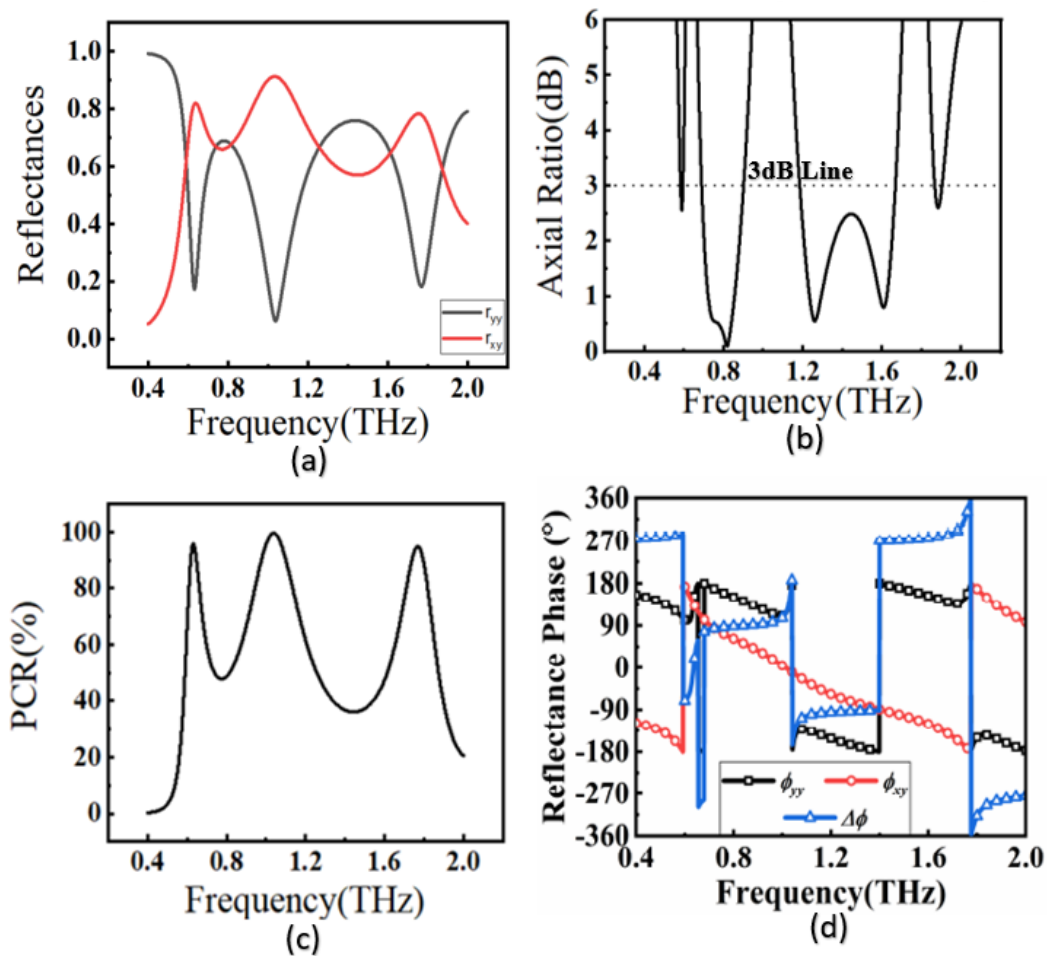 Reflectances
1.0
0.8
0.6
0.4
0.2
0.0
r_yy
r_xy
0.4 0.8 1.2 1.6 2.0
Frequency(THz)
(a)
Axial Ratio(dB)
6
5
4
3
2
1
0
3dB Line
0.4 0.8 1.2 1.6 2.0
Frequency(THz)
(b)
PCR(%)
100
80
60
40
20
0
0.4 0.8 1.2 1.6 2.0
Frequency(THz)
(c)
Reflectance Phase (°)
360
270
180
90
0
-90
-180
-270
-360
ϕ_yy ϕ_xy
Δϕ
0.4 0.8 1.2 1.6 2.0
Frequency(THz)
(d)